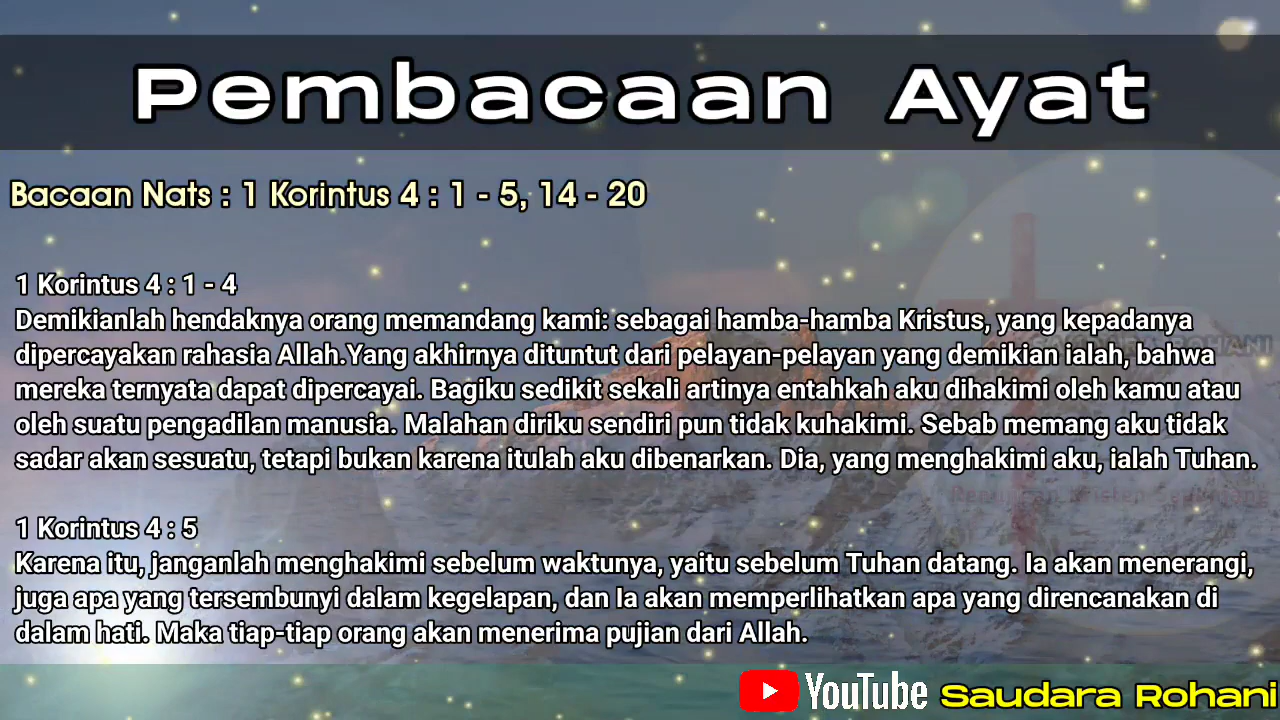 Pembacaan Ayat
Bacaan Nats : 1 Korintus 4 : 1 - 5, 14 - 20
1 Korintus 4 : 1 - 4
Demikianlah hendaknya orang memandang kami: sebagai hamba-hamba Kristus, yang kepadanya
dipercayakan rahasia Allah.Yang akhirnya dituntut dari pelayan-pelayan yang demikian ialah, bahwa
mereka ternyata dapat dipercayai. Bagiku sedikit sekali artinya entahkah aku dihakimi oleh kamu atau
oleh suatu pengadilan manusia. Malahan diriku sendiri pun tidak kuhakimi. Sebab memang aku tidak
sadar akan sesuatu, tetapi bukan karena itulah aku dibenarkan. Dia, yang menghakimi aku, ialah Tuhan.
1 Korintus 4 : 5
Karena itu, janganlah menghakimi sebelum waktunya, yaitu sebelum Tuhan datang. Ia akan menerangi,
juga apa yang tersembunyi dalam kegelapan, dan Ia akan memperlihatkan apa yang direncanakan di
dalam hati. Maka tiap-tiap orang akan menerima pujian dari Allah.
YouTube Saudara Rohani